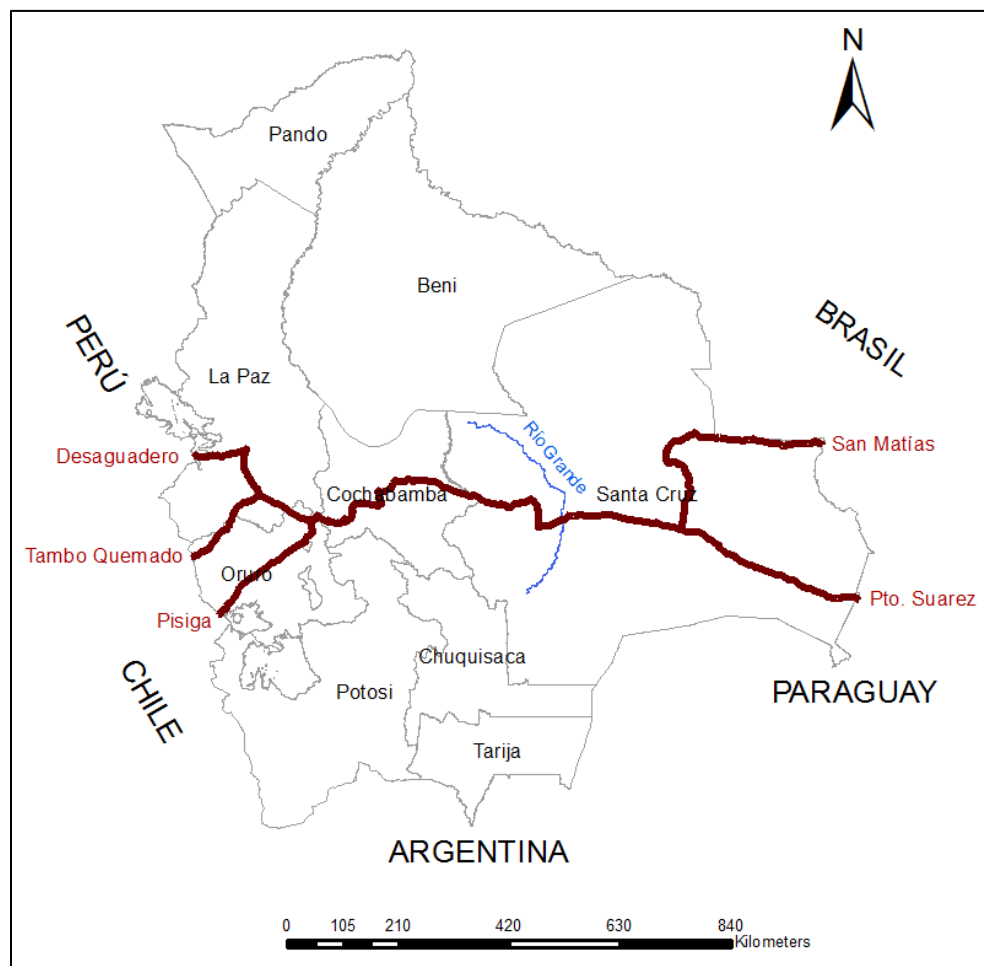 N
Pando
Beni
PERÚ
BRASIL
La Paz
Río Grande
San Matías
Desaguadero
Cochabamba
Santa Cruz
Tambo Quemado
Oruro
Pto. Suarez
Pisiga
Chuquisaca
CHILE
Potosi
PARAGUAY
Tarija
ARGENTINA
0 105 210 420 630 840
Kilometers